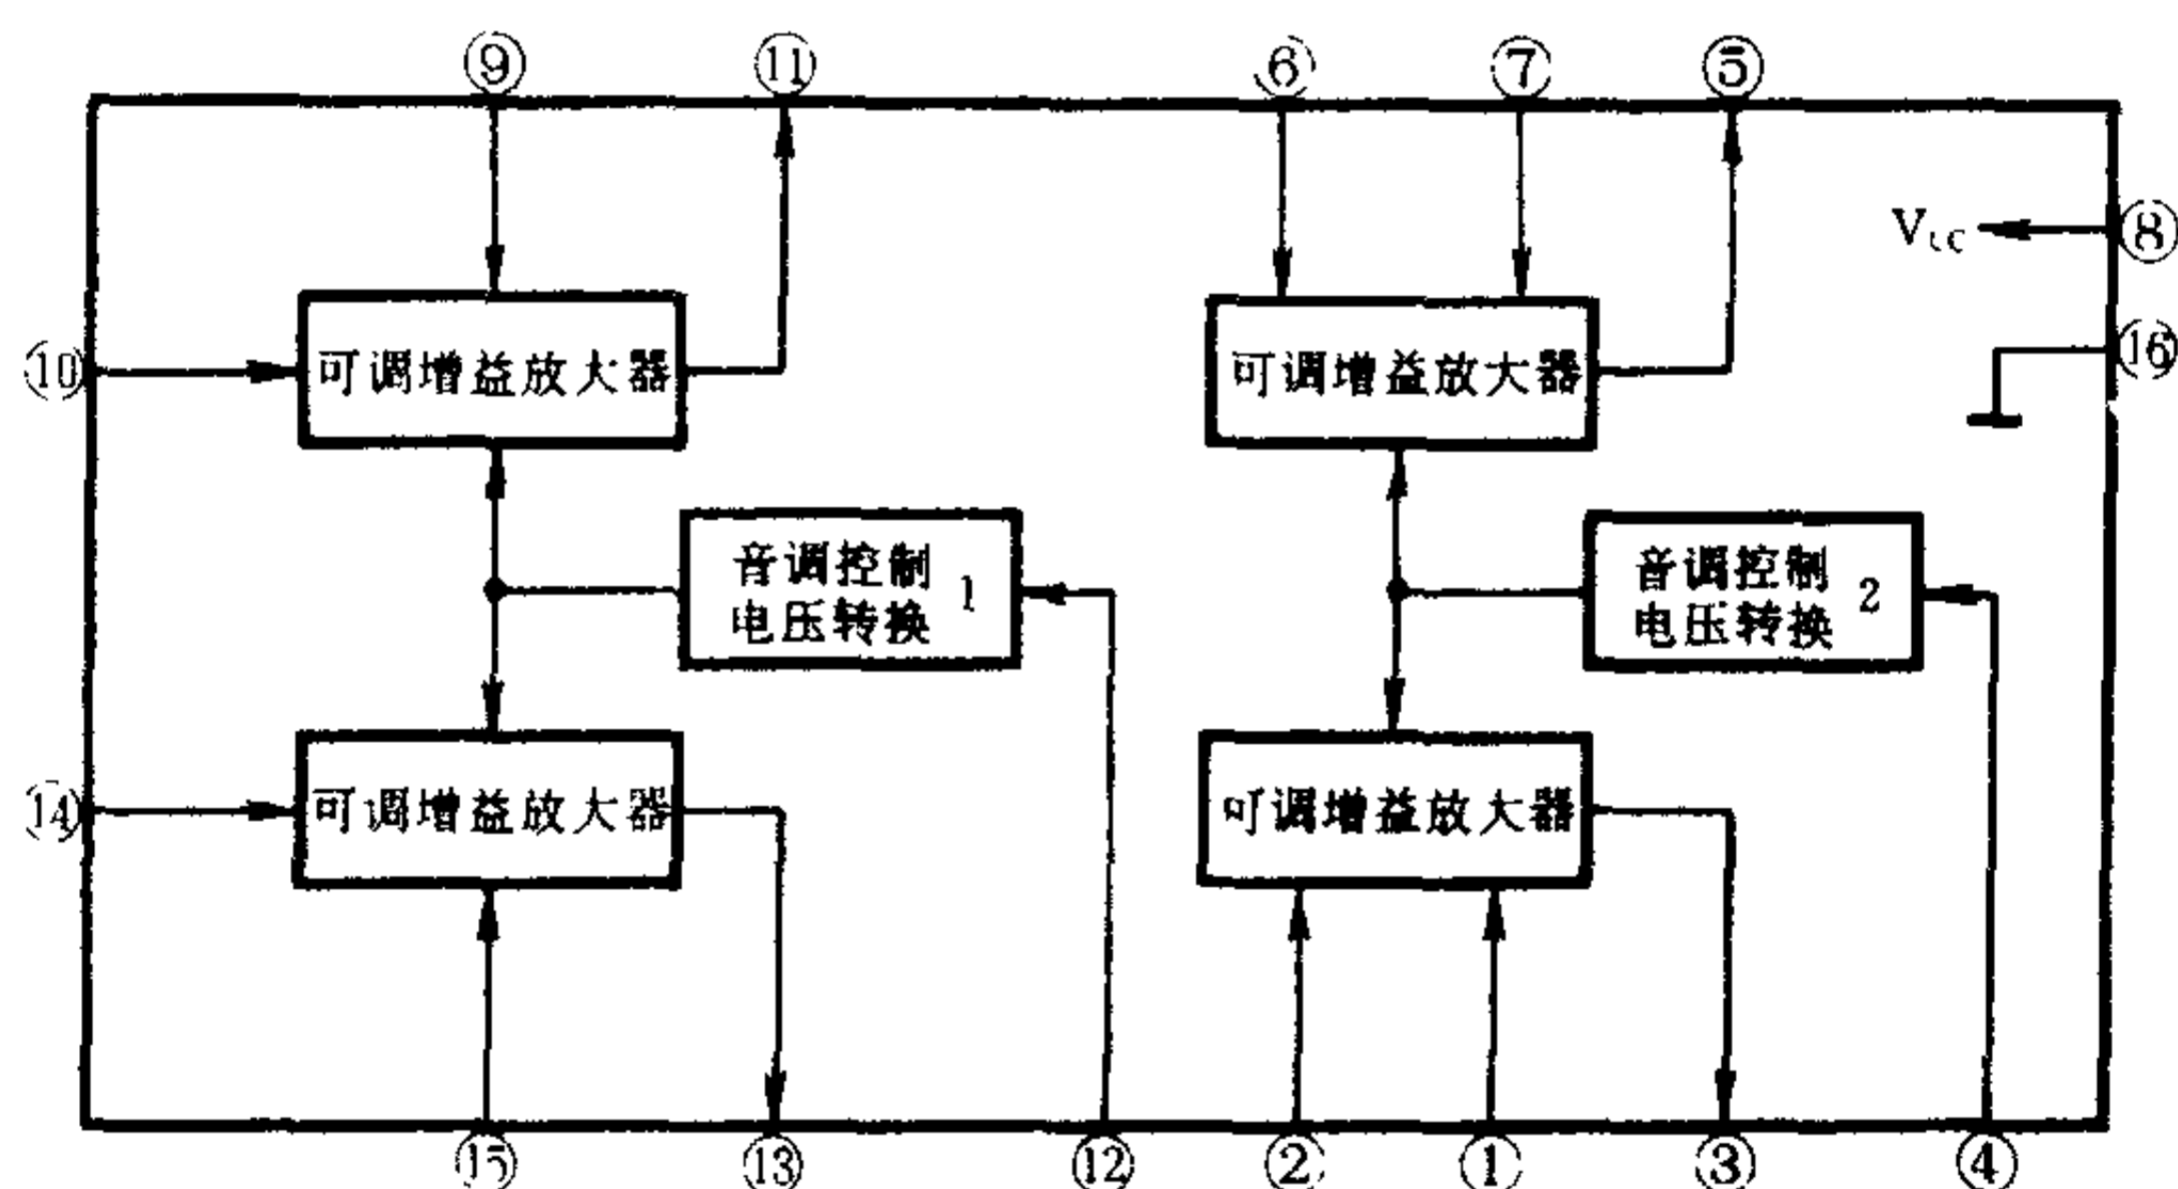 ⑨ ⑪ ⑥ ⑦ ⑤
V_CC ⑧
⑯
⑩ 可调增益放大器 可调增益放大器
音调控制
电压转换 1
音调控制
电压转换 2
⑭ 可调增益放大器 可调增益放大器
⑮ ⑬ ⑫ ② ① ③ ④